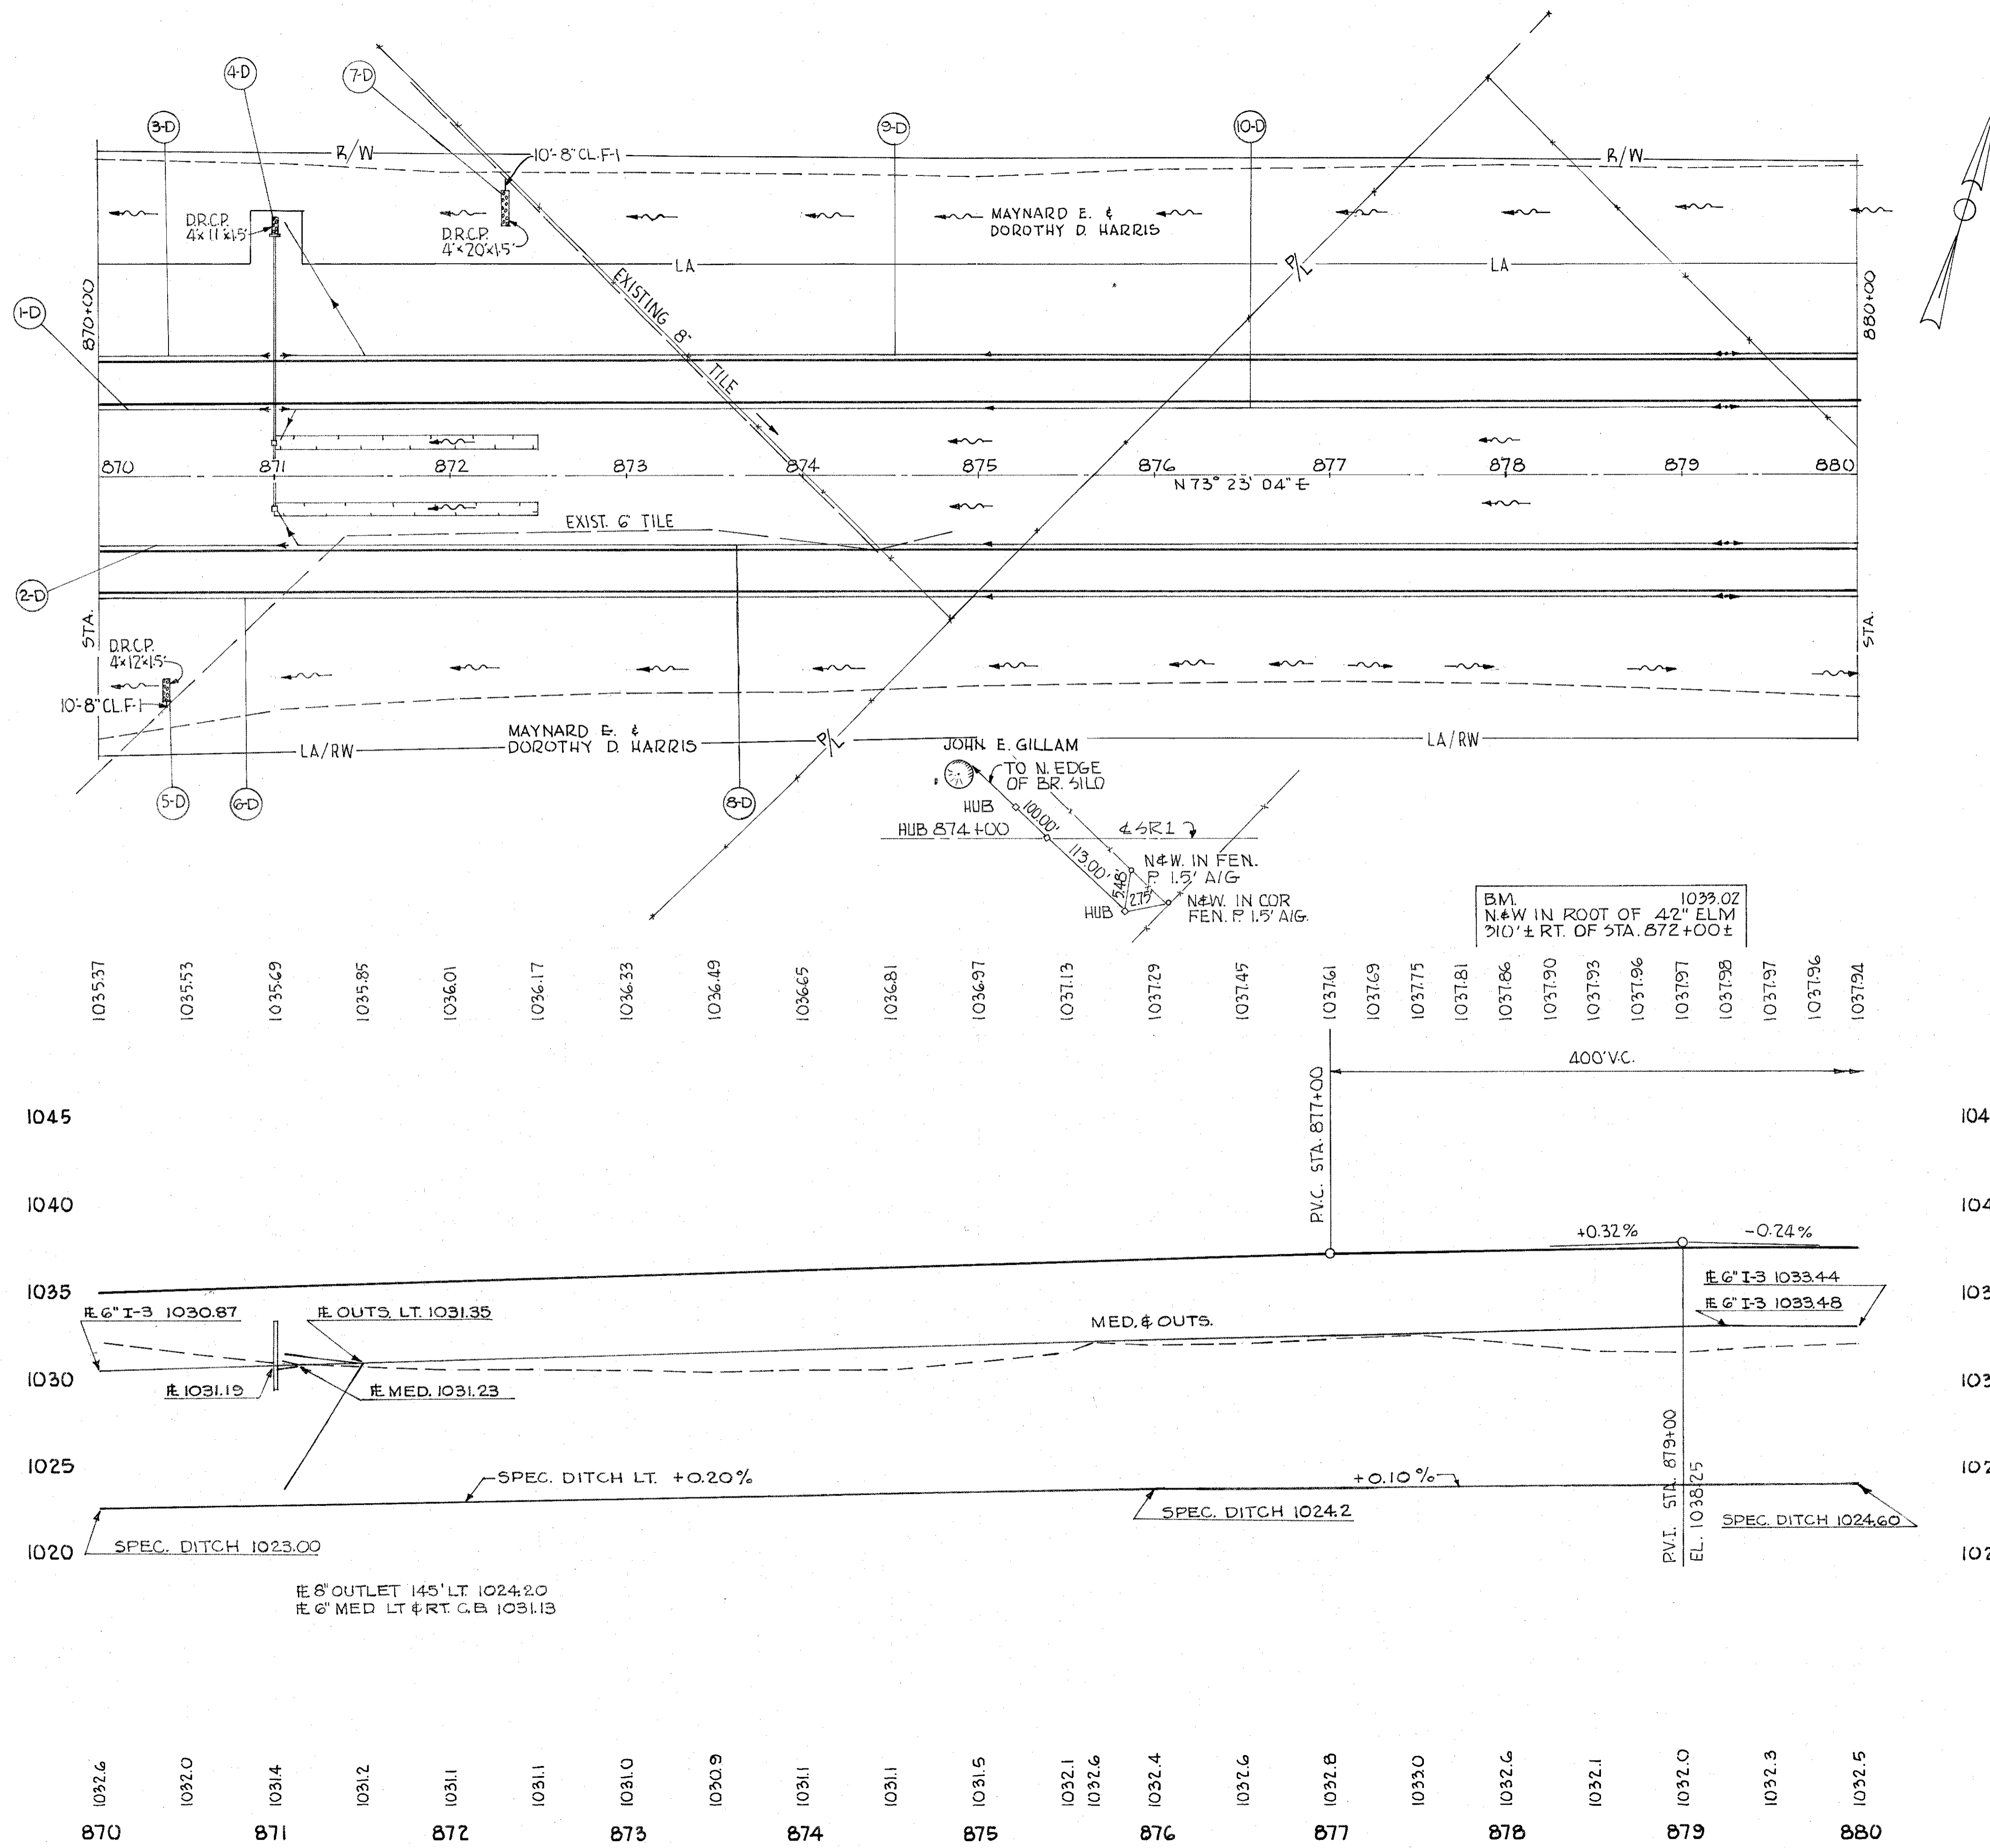 4-D
7-D
3-D
9-D
10-D
R/W
10'-8" CL.F-1
R/W
D.R.C.P.
4'x11'x1.5'
D.R.C.P.
4'x20'x1.5'
MAYNARD E. &
DOROTHY D. HARRIS
LA
P/L
LA
870+00
EXISTING 8" TILE
880+00
1-D
870 871 872 873 874 875 876 877 878 879 880
N 73° 23' 04" E
EXIST. 6" TILE
2-D
STA.
STA.
D.R.C.P.
4'x12'x1.5'
10'-8" CL.F-1
LA/RW
MAYNARD E. &
DOROTHY D. HARRIS
P/L
JOHN E. GILLAM
LA/RW
5-D
6-D
8-D
TO N. EDGE
OF BR. SILO
HUB
100.00'
HUB 874+00
℄ SR1
113.00'
5.48'
2.75'
N&W. IN FEN.
P. 1.5' A/G
HUB
N&W. IN COR
FEN. P. 1.5' A/G.
B.M. 1033.02
N.&W IN ROOT OF 42" ELM
310'± RT. OF STA. 872+00±
1035.37 1035.53 1035.69 1035.85 1036.01 1036.17 1036.33 1036.49 1036.65 1036.81 1036.97 1037.13 1037.29 1037.45 1037.61 1037.69 1037.75 1037.81 1037.86 1037.90 1037.93 1037.96 1037.97 1037.98 1037.97 1037.96 1037.94
400' V.C.
P.V.C. STA. 877+00
1045
104
1040
104
+0.32% -0.24%
1035
103
℄ 6" I-3 1030.87
℄ OUTS. LT. 1031.35
MED. & OUTS.
℄ 6" I-3 1033.44
℄ 6" I-3 1033.48
1030
103
℄ 1031.19
℄ MED. 1031.23
1025
102
SPEC. DITCH LT. +0.20%
+0.10%
SPEC. DITCH 1024.2
SPEC. DITCH 1024.60
P.V.I. STA. 879+00
EL. 1038.25
1020
102
SPEC. DITCH 1023.00
℄ 8" OUTLET 145' LT. 1024.20
℄ 6" MED LT & RT. C.B. 1031.13
1032.6 1032.0 1031.4 1031.2 1031.1 1031.1 1031.0 1030.9 1031.1 1031.1 1031.5 1032.1 1032.6 1032.4 1032.6 1032.8 1033.0 1032.6 1032.1 1032.0 1032.3 1032.5
870 871 872 873 874 875 876 877 878 879 880